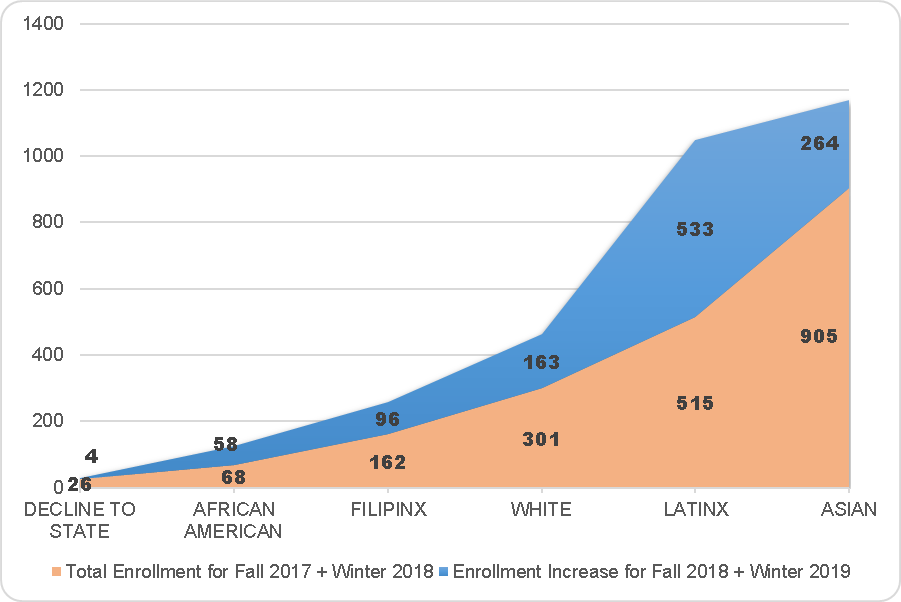 1400
1200
1000
800
600
400
200
0
264
533
905
163
515
96
301
58
162
4
68
26
DECLINE TO STATE
AFRICAN AMERICAN
FILIPINX
WHITE
LATINX
ASIAN
Total Enrollment for Fall 2017 + Winter 2018
Enrollment Increase for Fall 2018 + Winter 2019